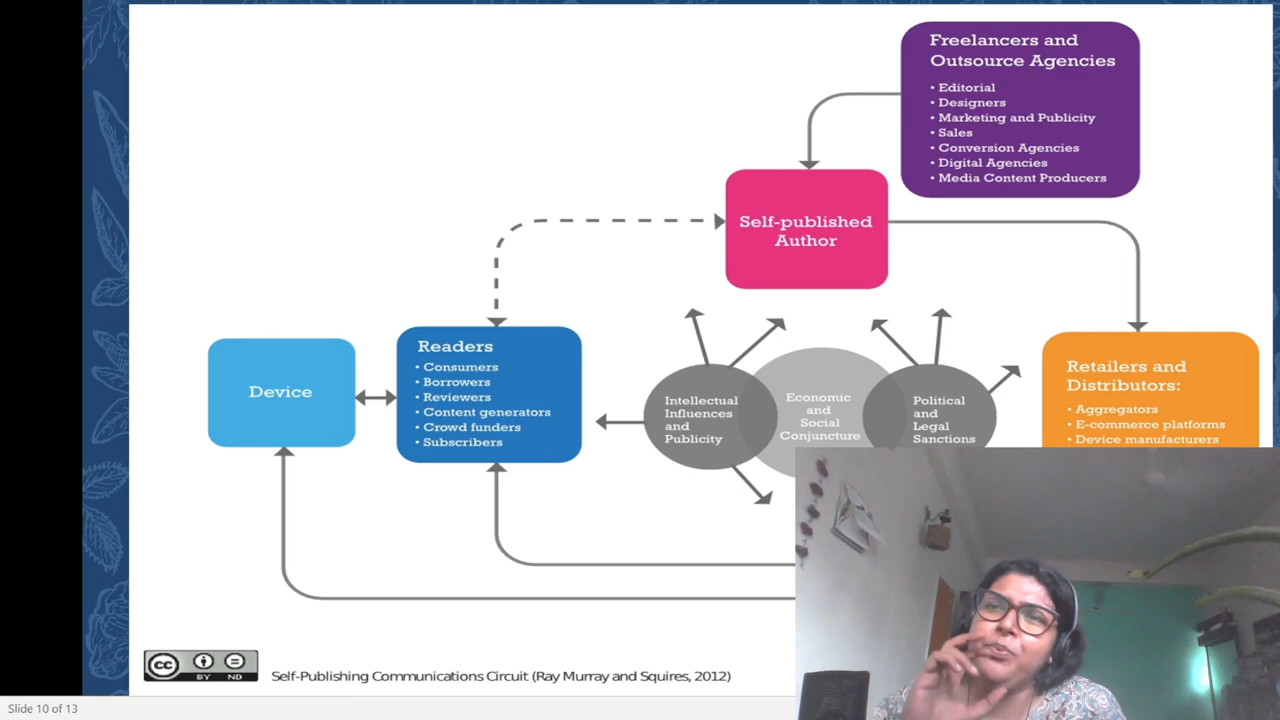 Freelancers and
Outsource Agencies
• Editorial
• Designers
• Marketing and Publicity
• Sales
• Conversion Agencies
• Digital Agencies
• Media Content Producers
Self-published
Author
Readers
• Consumers
• Borrowers
• Reviewers
• Content generators
• Crowd funders
• Subscribers
Device
Intellectual
Influences
and
Publicity
Economic
and
Social
Conjuncture
Political
and
Legal
Sanctions
Retailers and
Distributors:
• Aggregators
• E-commerce platforms
• Device manufacturers
cc
BY ND
Self-Publishing Communications Circuit (Ray Murray and Squires, 2012)
Slide 10 of 13